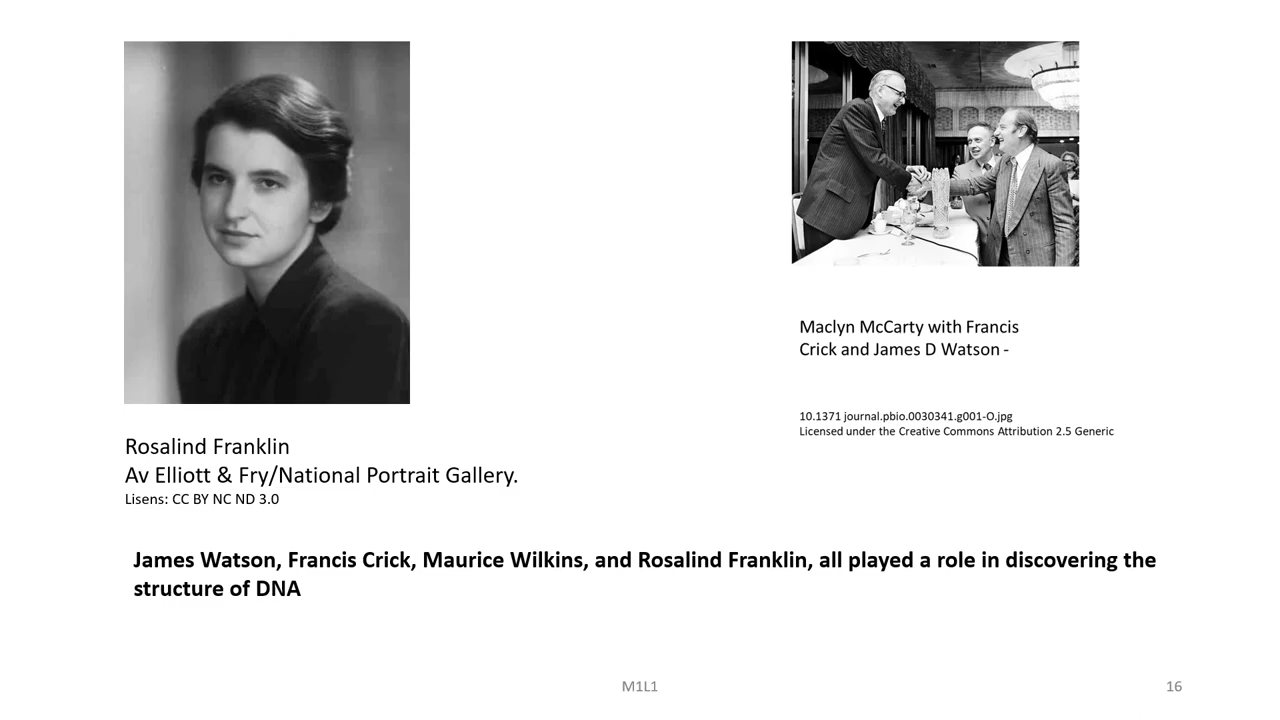 Rosalind Franklin
Av Elliott & Fry/National Portrait Gallery.
Lisens: CC BY NC ND 3.0
Maclyn McCarty with Francis
Crick and James D Watson -
10.1371 journal.pbio.0030341.g001-O.jpg
Licensed under the Creative Commons Attribution 2.5 Generic
James Watson, Francis Crick, Maurice Wilkins, and Rosalind Franklin, all played a role in discovering the
structure of DNA
M1L1
16